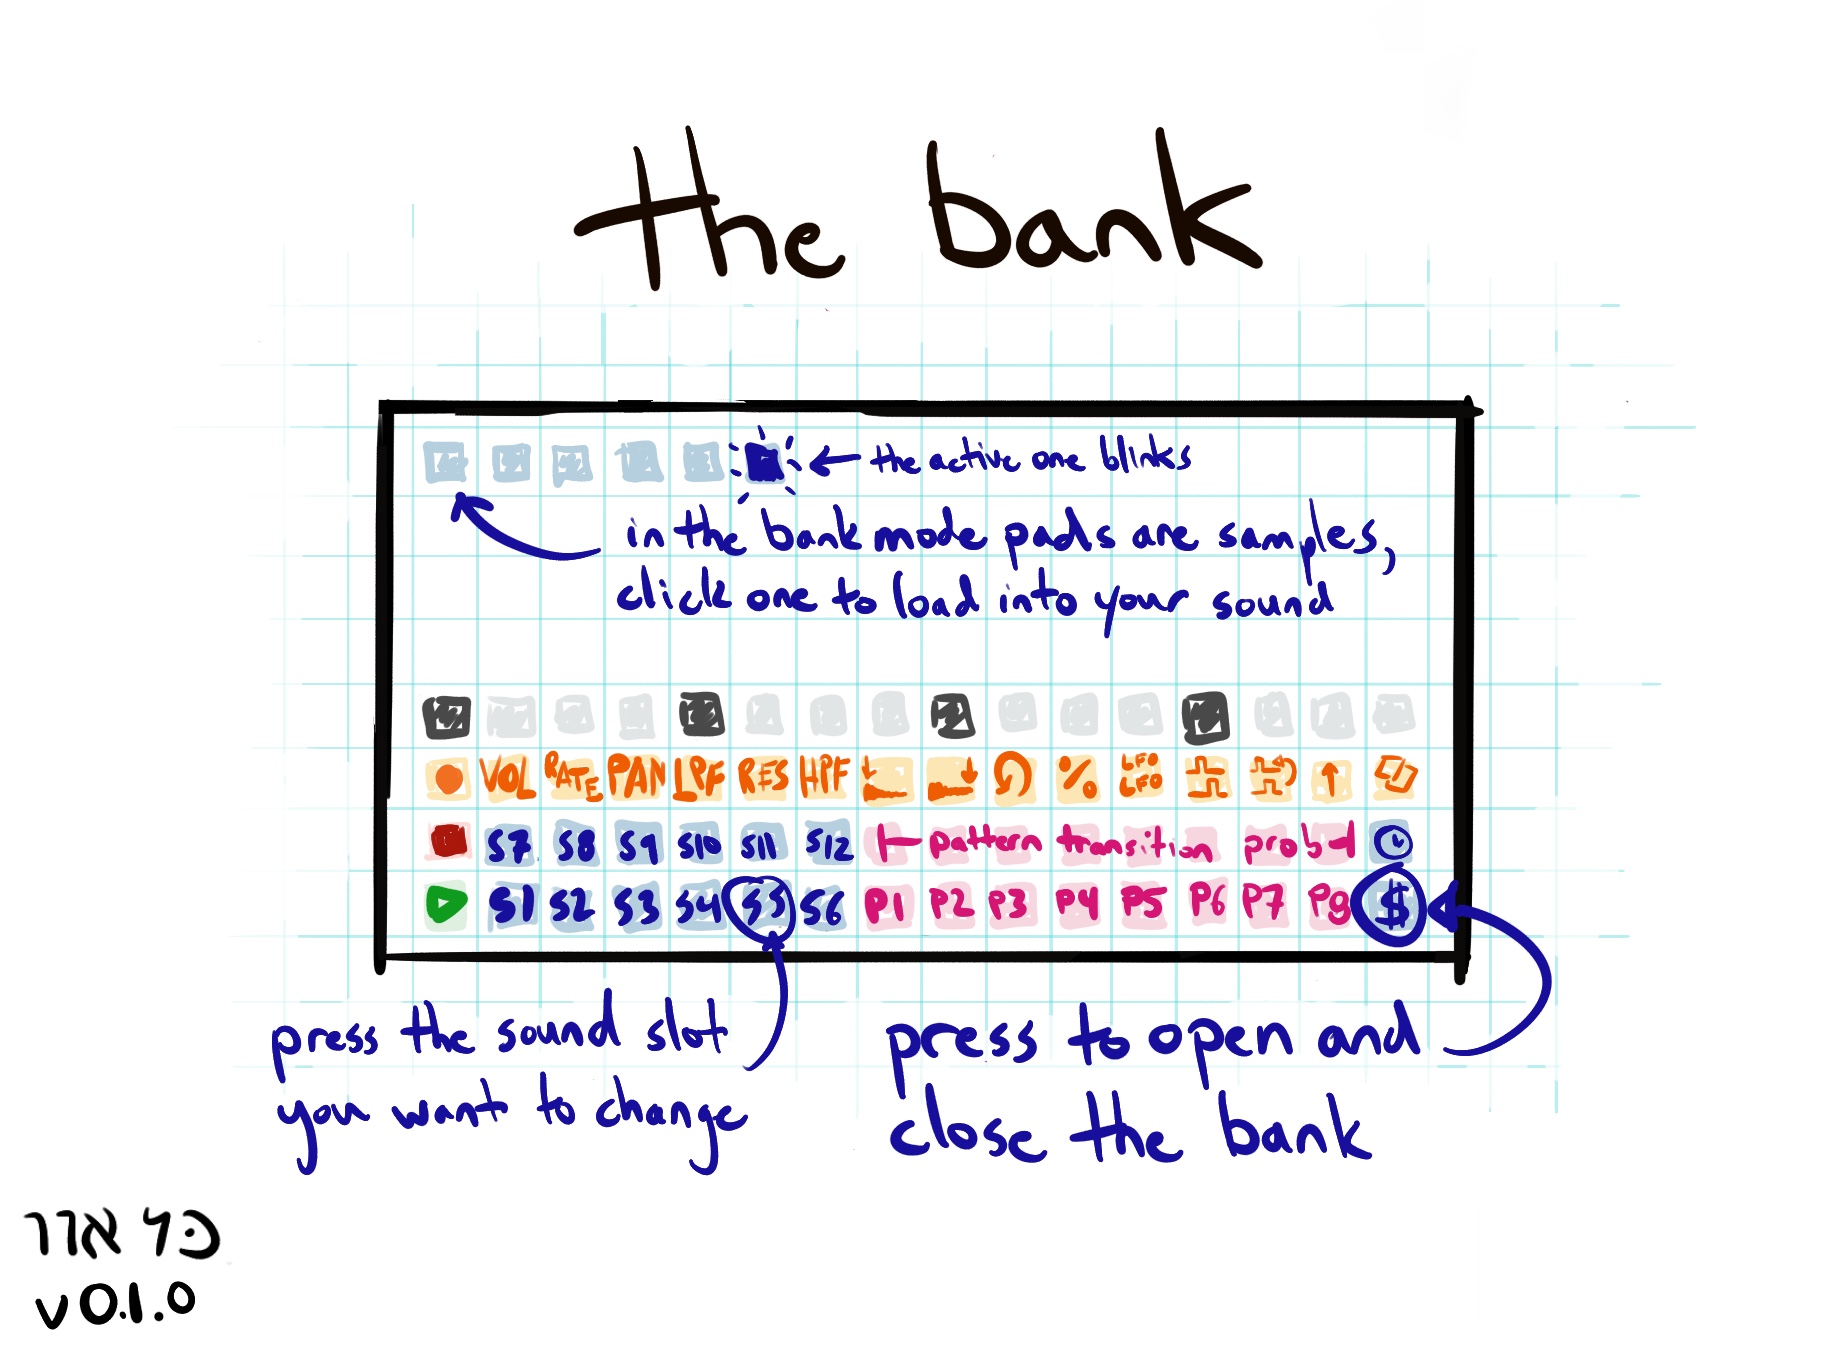 the bank
the active one blinks
in the bank mode pads are samples,
click one to load into your sound
VOL RATE PAN LPF RES HPF % LFO LFO
S7 S8 S9 S10 S11 S12 pattern transition prob
S1 S2 S3 S4 S5 S6 P1 P2 P3 P4 P5 P6 P7 P8 $
press the sound slot
you want to change
press to open and
close the bank
v0.1.0